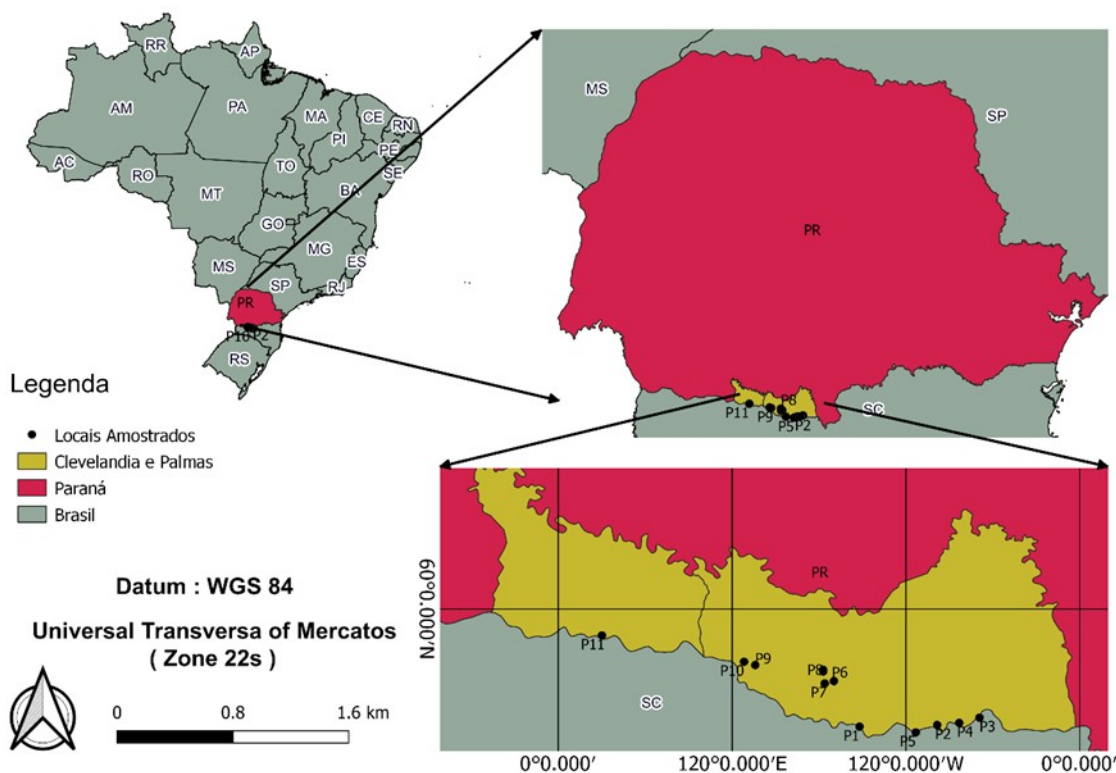 RR
AP
AM
PA
MA
CE
RN
PI
PE
AC
TO
SE
RO
BA
MT
GO
MG
ES
MS
SP
RJ
PR
P10
P2
RS
MS
SP
PR
P8
P11
P9
SC
P5
P2
Legenda
Locais Amostrados
Clevelandia e Palmas
Paraná
Brasil
Datum : WGS 84
Universal Transversa of Mercatos
( Zone 22s )
0
0.8
1.6 km
60°0.000'N
PR
P11
P10
P9
P8
P6
P7
SC
P1
P5
P2
P4
P3
0°0.000'
120°0.000'E
120°0.000'W
0°0.000'